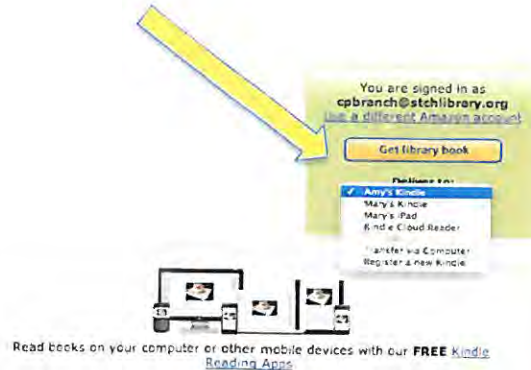 You are signed in as
cpbranch@stchlibrary.org
Use a different Amazon account
Get library book
Deliver to:
✓ Amy's Kindle
Mary's Kindle
Mary's iPad
Kindle Cloud Reader
Transfer via Computer
Register a new Kindle
Read books on your computer or other mobile devices with our FREE Kindle
Reading Apps